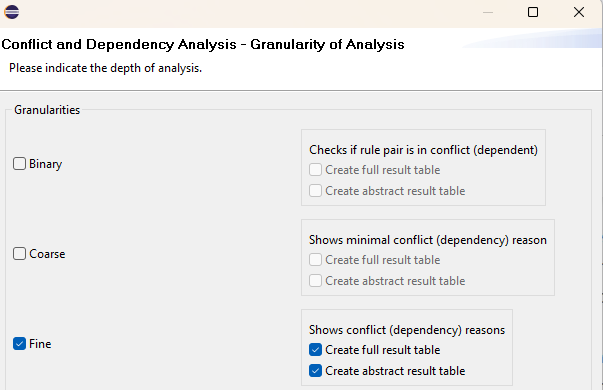 Conflict and Dependency Analysis - Granularity of Analysis
Please indicate the depth of analysis.
Granularities
Binary
Checks if rule pair is in conflict (dependent)
Create full result table
Create abstract result table
Coarse
Shows minimal conflict (dependency) reason
Create full result table
Create abstract result table
Fine
Shows conflict (dependency) reasons
Create full result table
Create abstract result table